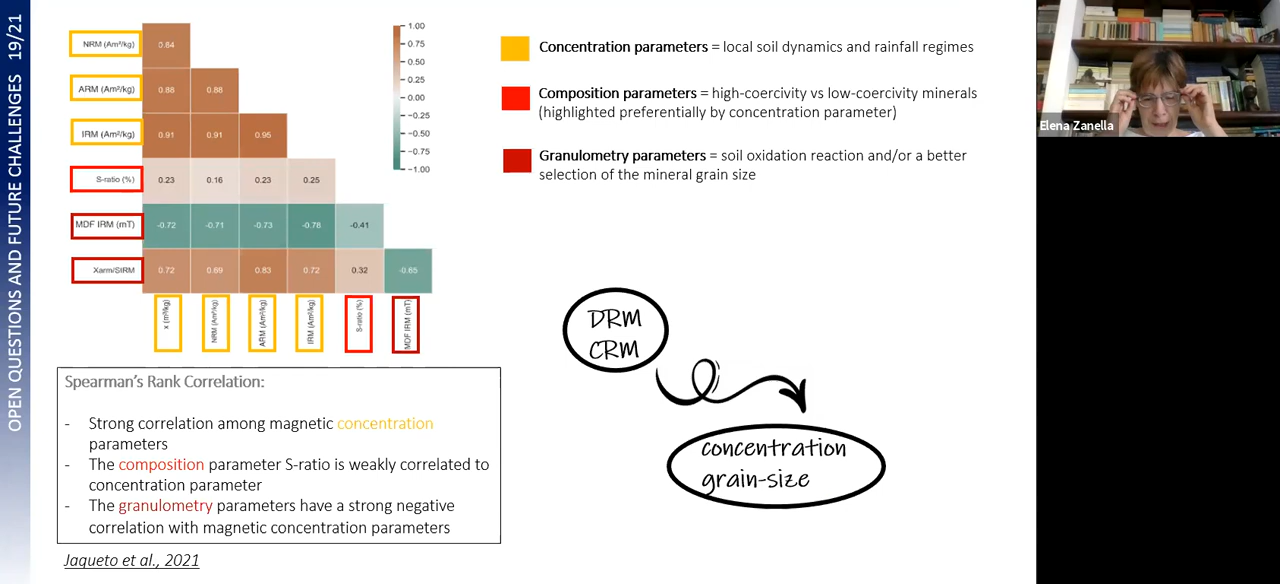 OPEN QUESTIONS AND FUTURE CHALLENGES 19/21
NRM (Am²/kg)
0.84
ARM (Am²/kg)
0.88 0.88
IRM (Am²/kg)
0.91 0.91 0.95
S-ratio (%)
0.23 0.16 0.23 0.25
MDF IRM (mT)
-0.72 -0.71 -0.73 -0.78 -0.41
Xarm/SIRM
0.72 0.69 0.83 0.72 0.32 -0.65
x (m³/kg)
NRM (Am²/kg)
ARM (Am²/kg)
IRM (Am²/kg)
S-ratio (%)
MDF IRM (mT)
1.00
0.75
0.50
0.25
0.00
-0.25
-0.50
-0.75
-1.00
Concentration parameters = local soil dynamics and rainfall regimes
Composition parameters = high-coercivity vs low-coercivity minerals
(highlighted preferentially by concentration parameter)
Granulometry parameters = soil oxidation reaction and/or a better
selection of the mineral grain size
DRM
CRM
concentration
grain-size
Spearman's Rank Correlation:
- Strong correlation among magnetic concentration
parameters
- The composition parameter S-ratio is weakly correlated to
concentration parameter
- The granulometry parameters have a strong negative
correlation with magnetic concentration parameters
Jaqueto et al., 2021
Elena Zanella